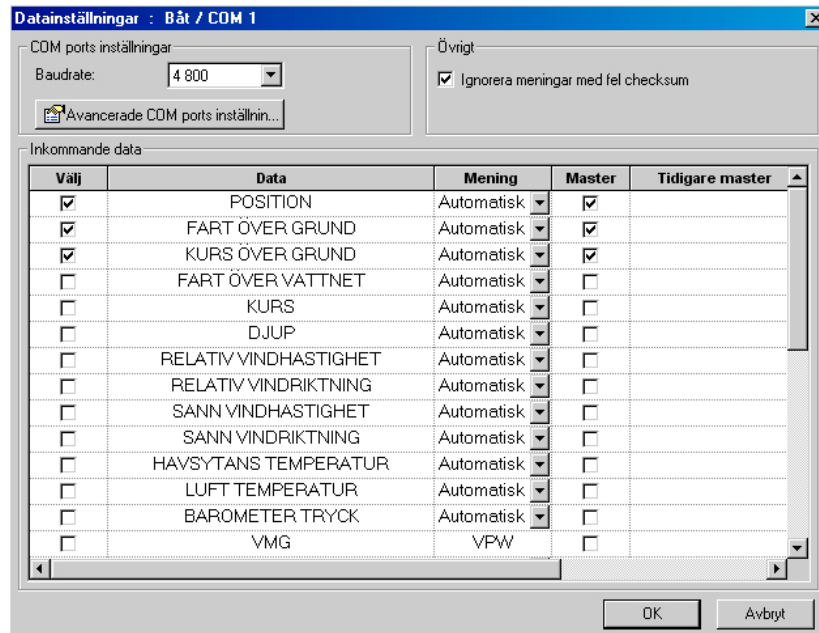 Datainställningar : Båt / COM 1
COM ports inställningar
Baudrate: 4 800
Avancerade COM ports inställnin...
Övrigt
Ignorera meningar med fel checksum
Inkommande data
Välj Data Mening Master Tidigare master
POSITION Automatisk
FART ÖVER GRUND Automatisk
KURS ÖVER GRUND Automatisk
FART ÖVER VATTNET Automatisk
KURS Automatisk
DJUP Automatisk
RELATIV VINDHASTIGHET Automatisk
RELATIV VINDRIKTNING Automatisk
SANN VINDHASTIGHET Automatisk
SANN VINDRIKTNING Automatisk
HAVSYTANS TEMPERATUR Automatisk
LUFT TEMPERATUR Automatisk
BAROMETER TRYCK Automatisk
VMG VPW
OK Avbryt